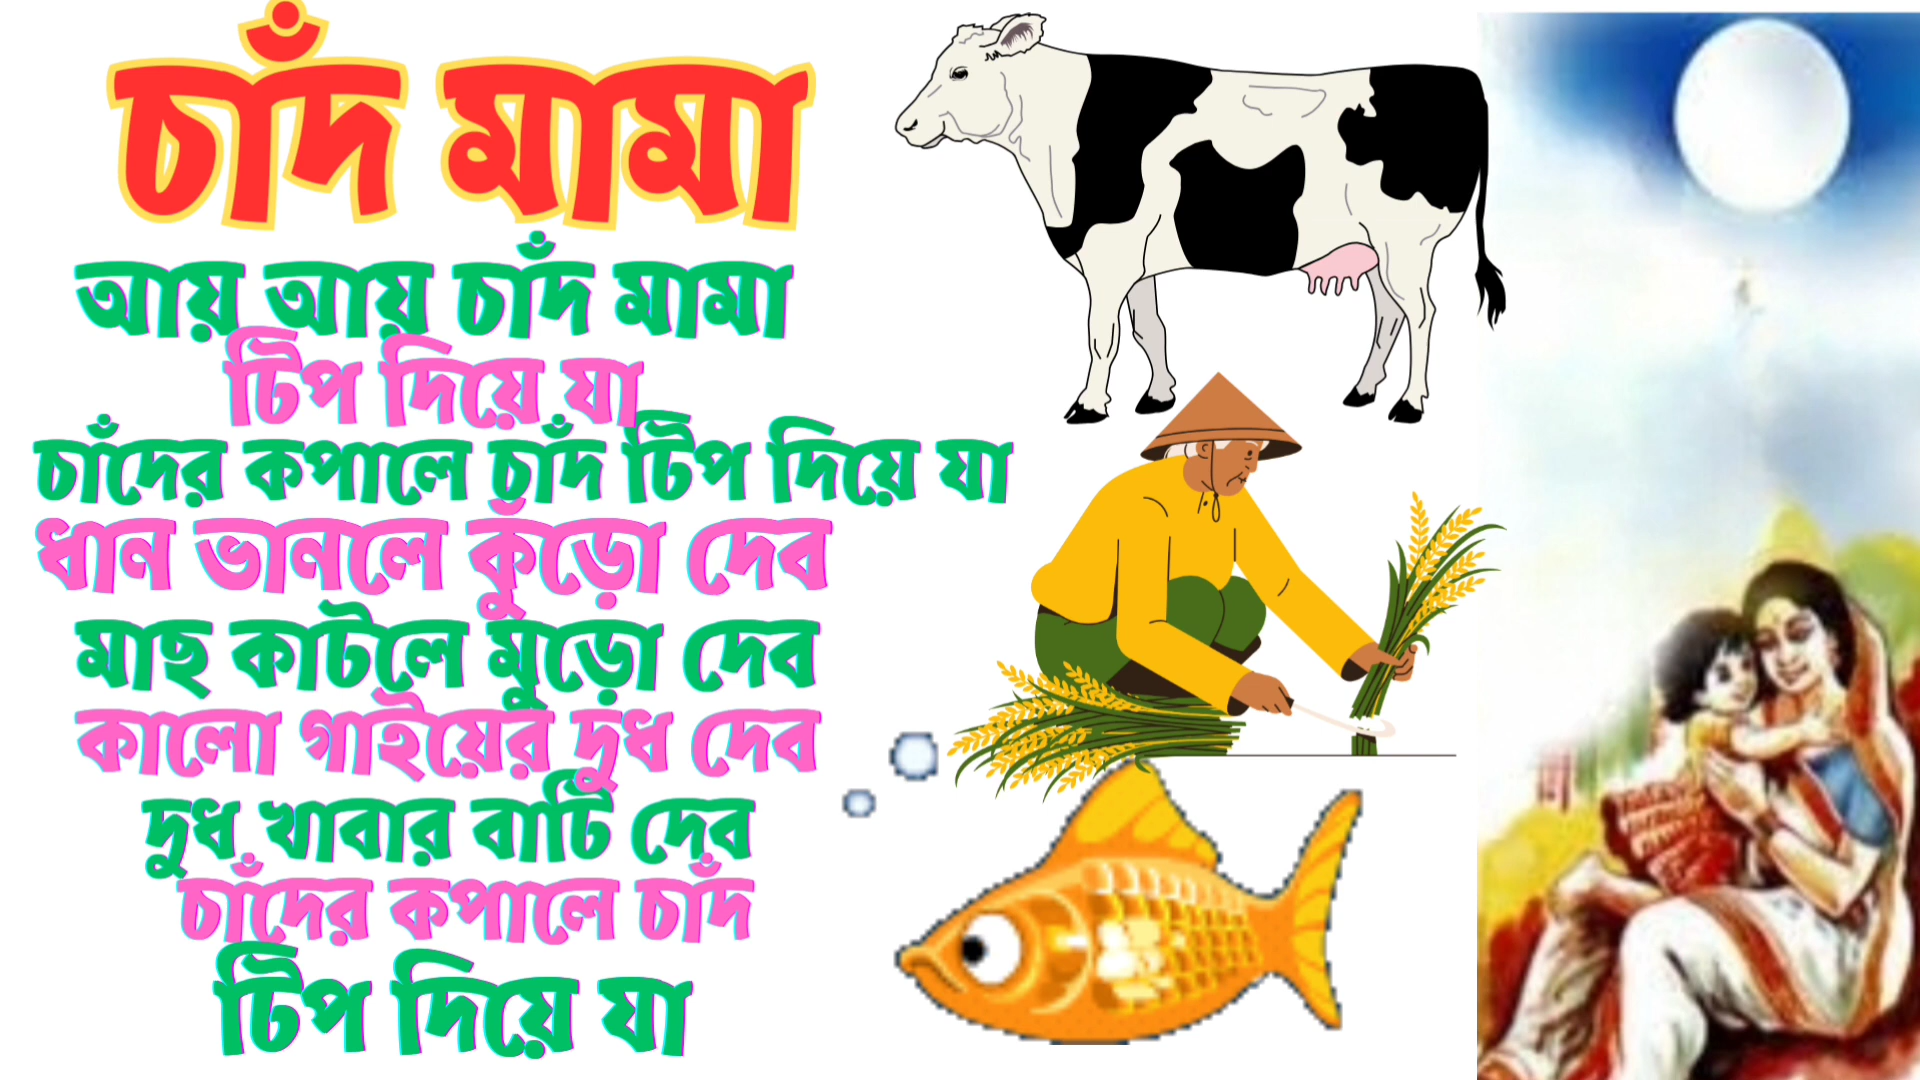 চাঁদ মামা
আয় আয় চাঁদ মামা
টিপ দিয়ে যা
চাঁদের কপালে চাঁদ টিপ দিয়ে যা
ধান ভানলে কুঁড়ো দেব
মাছ কাটলে মুড়ো দেব
কালো গাইয়ের দুধ দেব
দুধ খাবার বাটি দেব
চাঁদের কপালে চাঁদ
টিপ দিয়ে যা